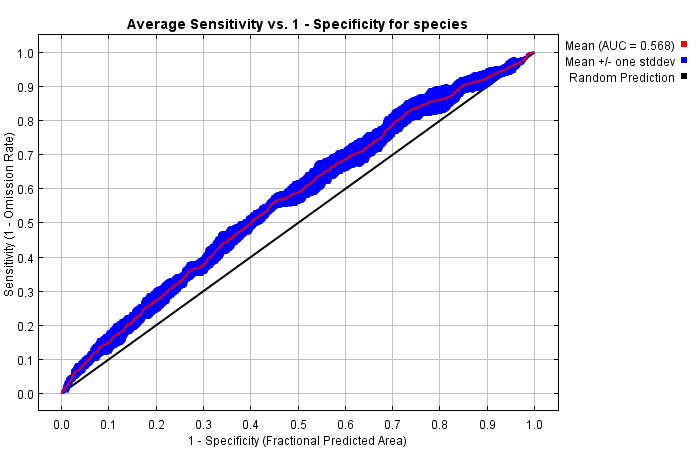 Average Sensitivity vs. 1 - Specificity for species
Mean (AUC = 0.568)
Mean +/- one stddev
Random Prediction
Sensitivity (1 - Omission Rate)
1.0
0.9
0.8
0.7
0.6
0.5
0.4
0.3
0.2
0.1
0.0
0.0 0.1 0.2 0.3 0.4 0.5 0.6 0.7 0.8 0.9 1.0
1 - Specificity (Fractional Predicted Area)